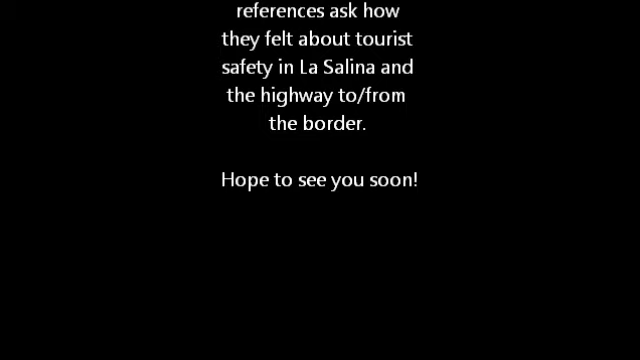 references ask how
they felt about tourist
safety in La Salina and
the highway to/from
the border.
Hope to see you soon!